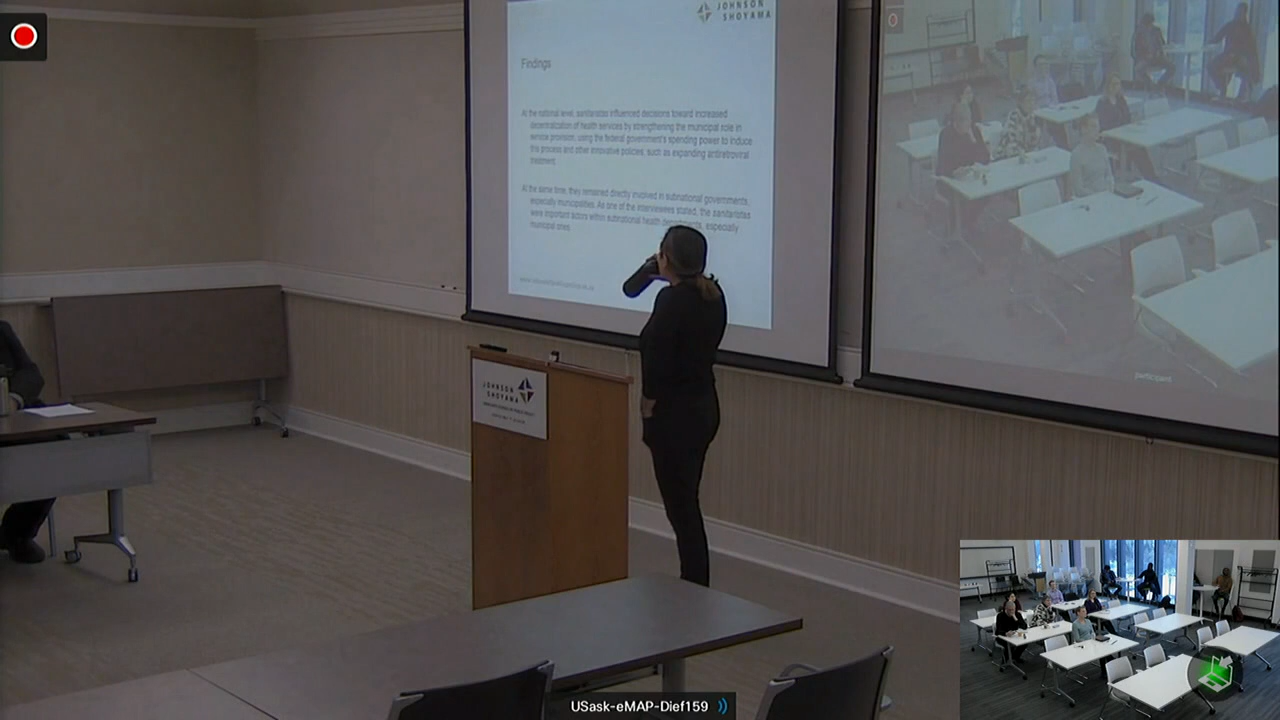 JOHNSON
SHOYAMA
Findings
At the national level, sanitaristas influenced decisions toward increased
decentralization of health services by strengthening the municipal role in
service provision, using the federal government's spending power to induce
this process and other innovative policies, such as expanding antiretroviral
treatment.
At the same time, they remained directly involved in subnational governments,
especially municipalities. As one of the interviewees stated, the sanitaristas
were important actors within subnational health departments, especially
municipal ones
JOHNSON
SHOYAMA
participant
USask-eMAP-Dief159